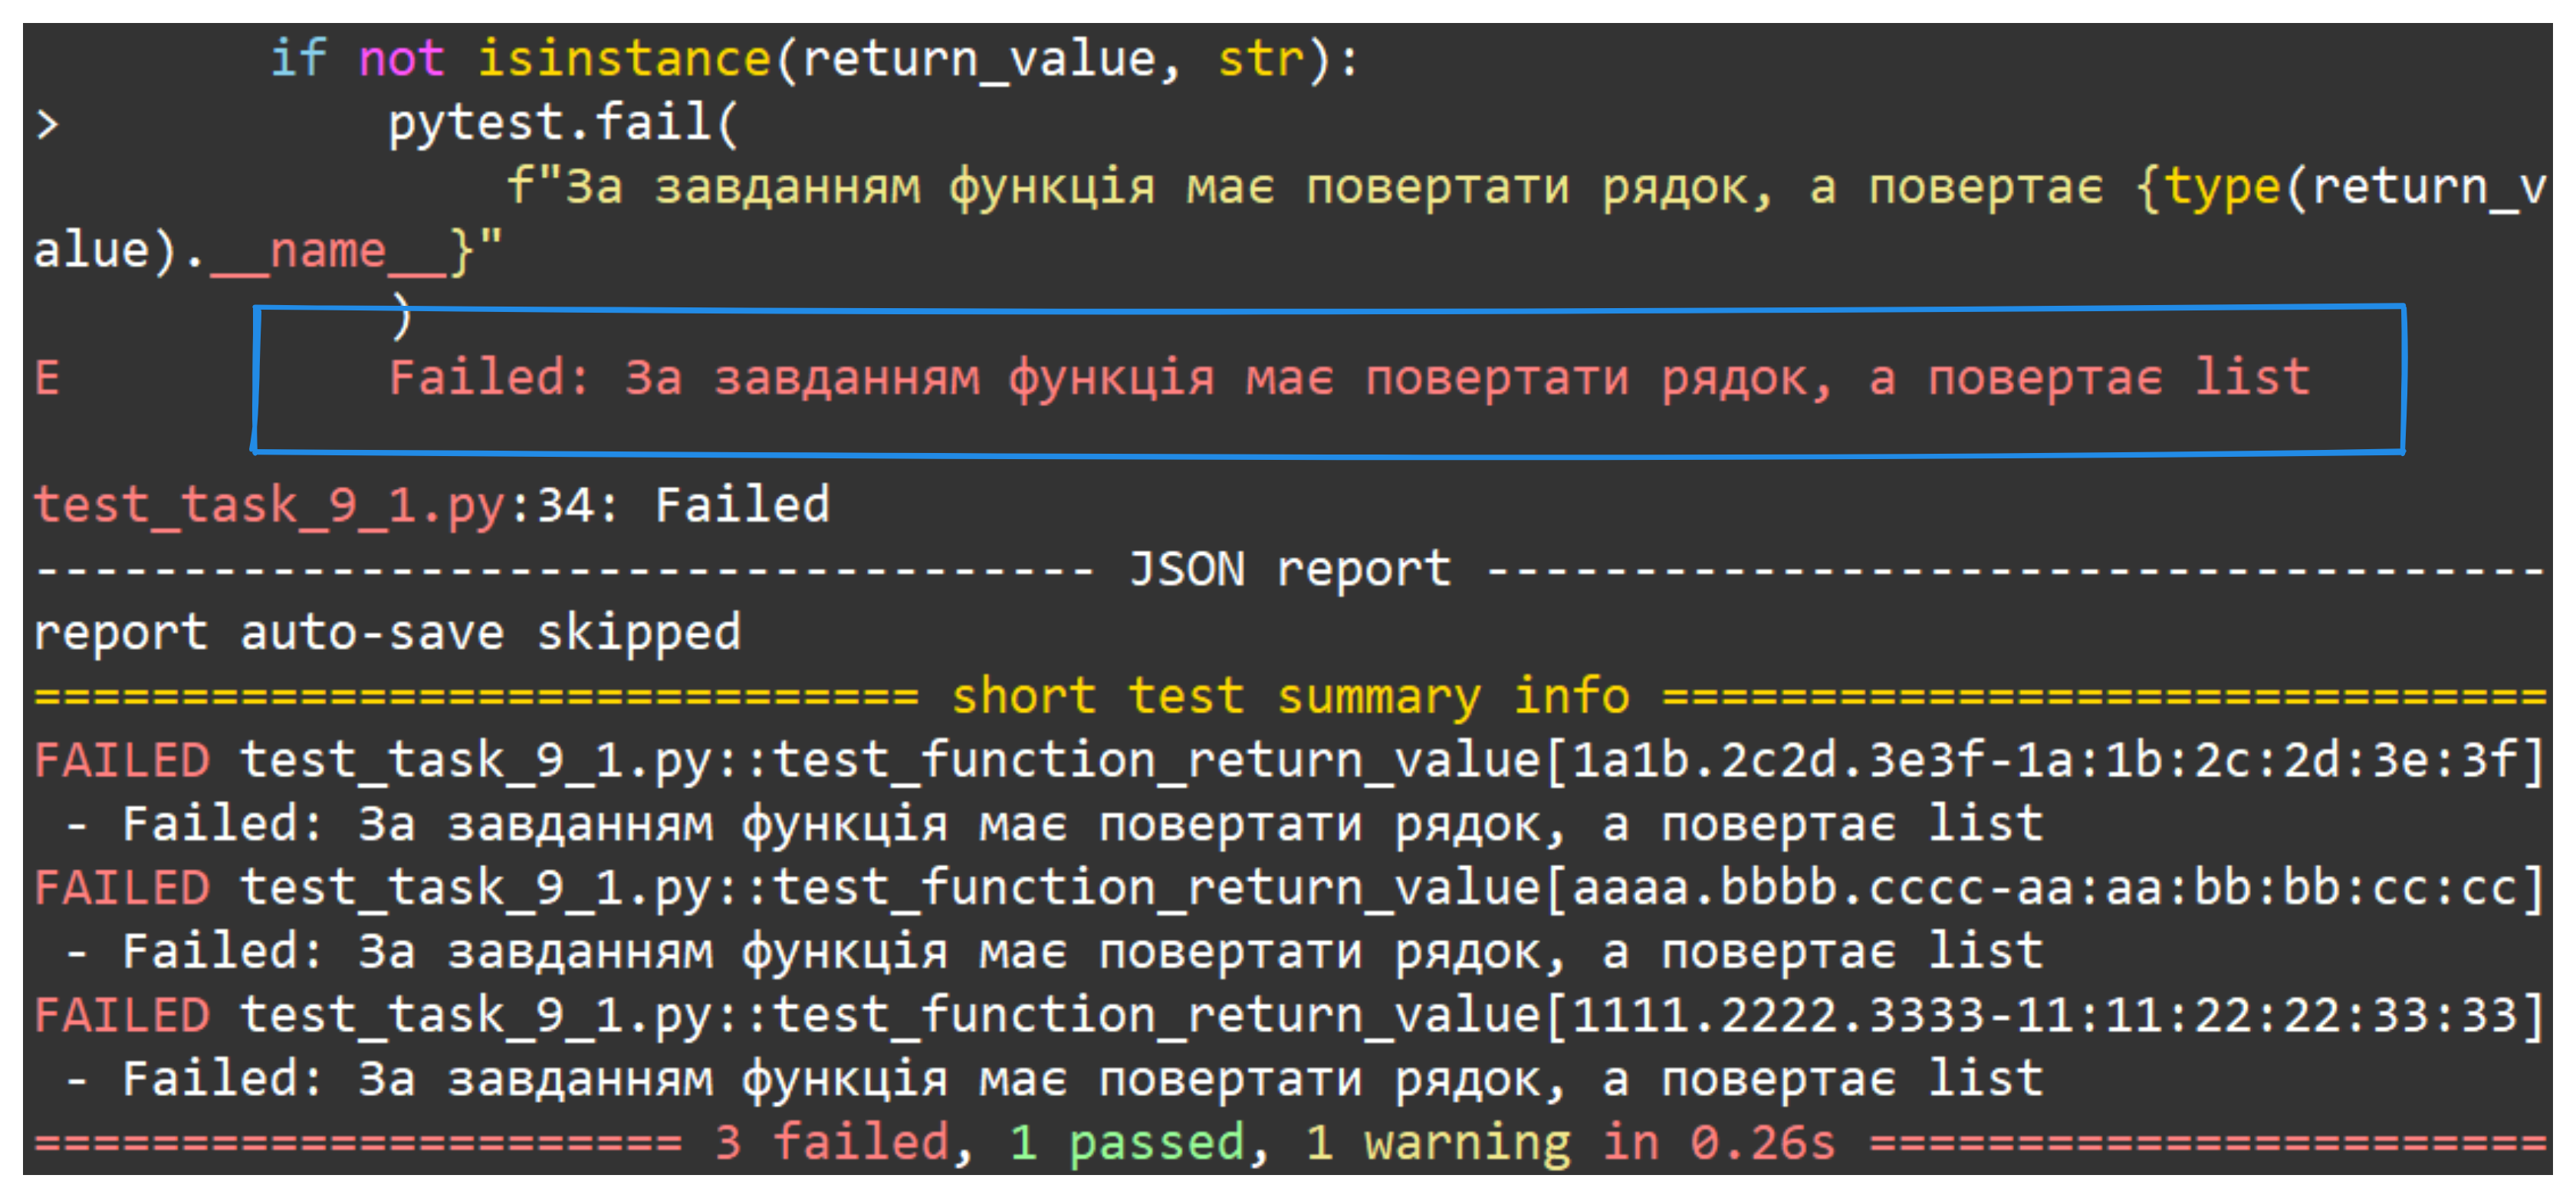 if not isinstance(return_value, str):
> pytest.fail(
f"За завданням функція має повертати рядок, а повертає {type(return_v
alue).__name__}"
)
E Failed: За завданням функція має повертати рядок, а повертає list
test_task_9_1.py:34: Failed
------------------------------------ JSON report ------------------------------------
report auto-save skipped
============================== short test summary info ==============================
FAILED test_task_9_1.py::test_function_return_value[1a1b.2c2d.3e3f-1a:1b:2c:2d:3e:3f]
- Failed: За завданням функція має повертати рядок, а повертає list
FAILED test_task_9_1.py::test_function_return_value[aaaa.bbbb.cccc-aa:aa:bb:bb:cc:cc]
- Failed: За завданням функція має повертати рядок, а повертає list
FAILED test_task_9_1.py::test_function_return_value[1111.2222.3333-11:11:22:22:33:33]
- Failed: За завданням функція має повертати рядок, а повертає list
====================== 3 failed, 1 passed, 1 warning in 0.26s =======================